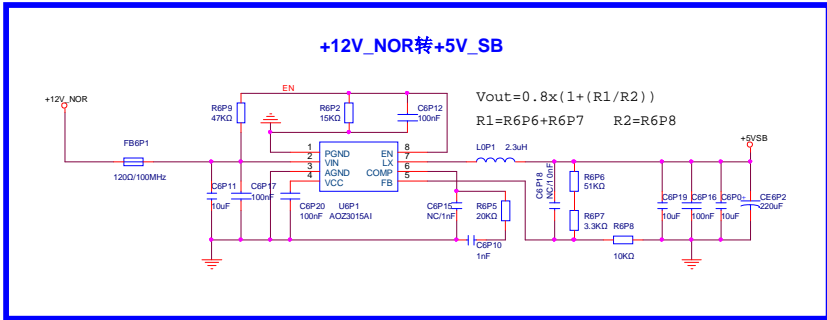 +12V_NOR转+5V_SB
+12V_NOR
EN
R6P9
47KΩ
R6P2
15KΩ
C6P12
100nF
Vout=0.8x(1+(R1/R2))
R1=R6P6+R6P7 R2=R6P8
+5VSB
FB6P1
120Ω/100MHz
1 PGND EN 8
2 VIN LX 7
3 AGND COMP 6
4 VCC FB 5
U6P1
AOZ3015AI
L0P1 2.3uH
C6P11
10uF
C6P17
100nF
C6P20
100nF
C6P15
NC/1nF
R6P5
20KΩ
C6P10
1nF
C6P18
NC/10nF
R6P6
51KΩ
R6P7
3.3KΩ
R6P8
10KΩ
C6P19
10uF
C6P16
100nF
C6P0
10uF
+
CE6P2
220uF